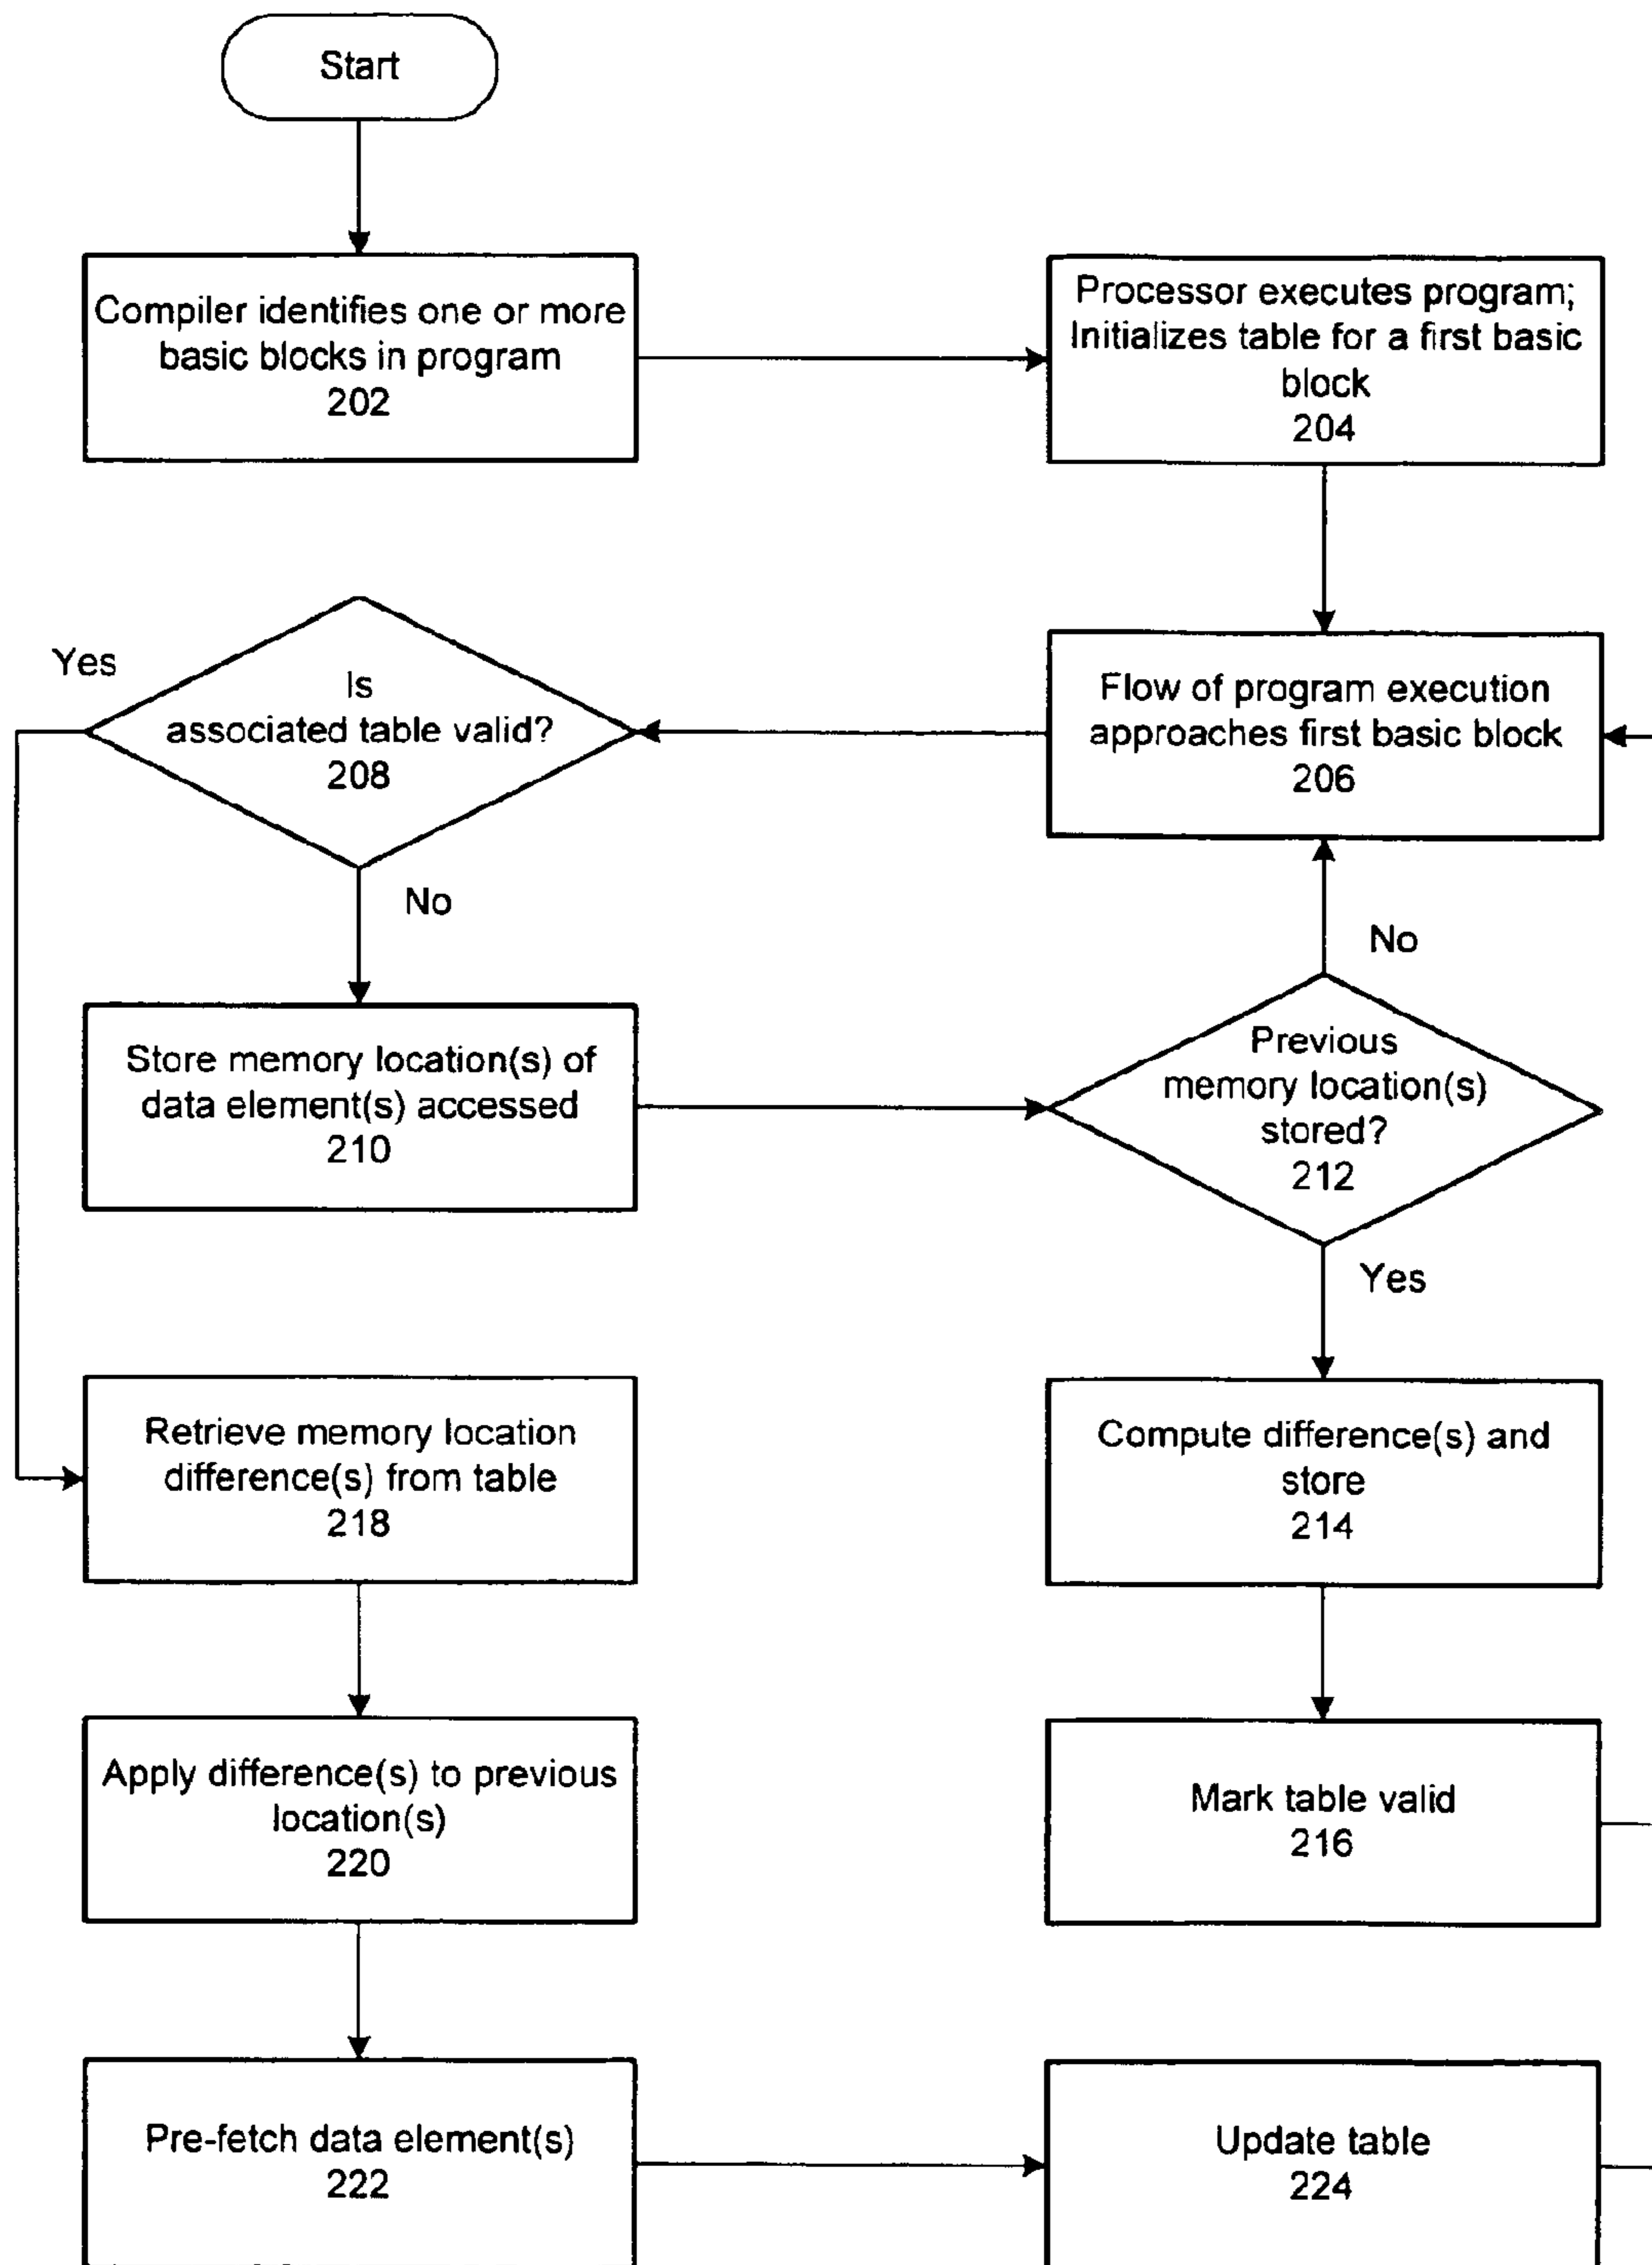 Start
Compiler identifies one or more
basic blocks in program
202
Processor executes program;
Initializes table for a first basic
block
204
Flow of program execution
approaches first basic block
206
Yes
Is
associated table valid?
208
No
Store memory location(s) of
data element(s) accessed
210
No
Previous
memory location(s)
stored?
212
Yes
Compute difference(s) and
store
214
Mark table valid
216
Retrieve memory location
difference(s) from table
218
Apply difference(s) to previous
location(s)
220
Pre-fetch data element(s)
222
Update table
224